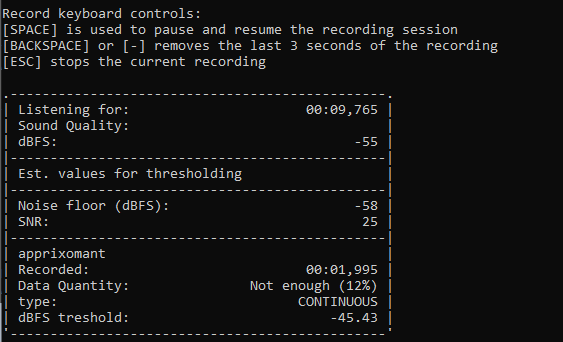 Record keyboard controls:
[SPACE] is used to pause and resume the recording session
[BACKSPACE] or [-] removes the last 3 seconds of the recording
[ESC] stops the current recording
.-----------------------------------------------.
| Listening for:                      00:09,765 |
| Sound Quality:                                |
| dBFS:                                     -55 |
|-----------------------------------------------|
| Est. values for thresholding                  |
|-----------------------------------------------|
| Noise floor (dBFS):                       -58 |
| SNR:                                       25 |
|-----------------------------------------------|
| apprixomant                                   |
| Recorded:                           00:01,995 |
| Data Quantity:               Not enough (12%) |
| type:                              CONTINUOUS |
| dBFS treshold:                         -45.43 |
'-----------------------------------------------'